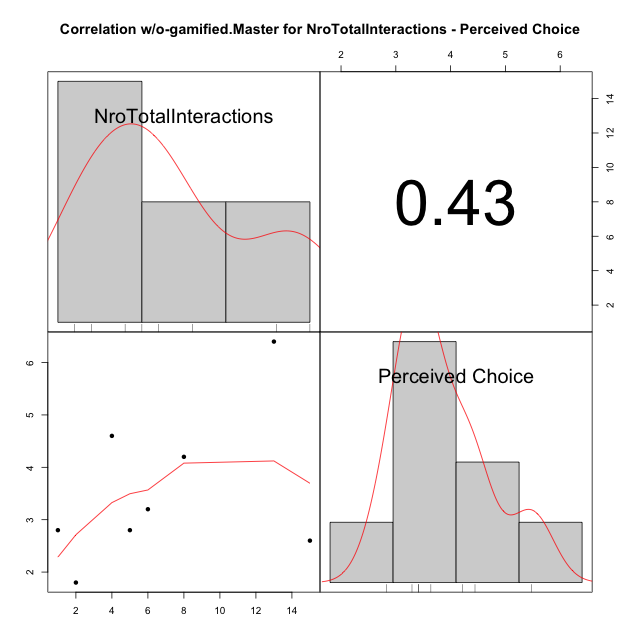 Correlation w/o-gamified.Master for NroTotalInteractions - Perceived Choice
2 3 4 5 6
NroTotalInteractions
0.43
14
12
10
8
6
4
2
Perceived Choice
6
5
4
3
2
2 4 6 8 10 12 14